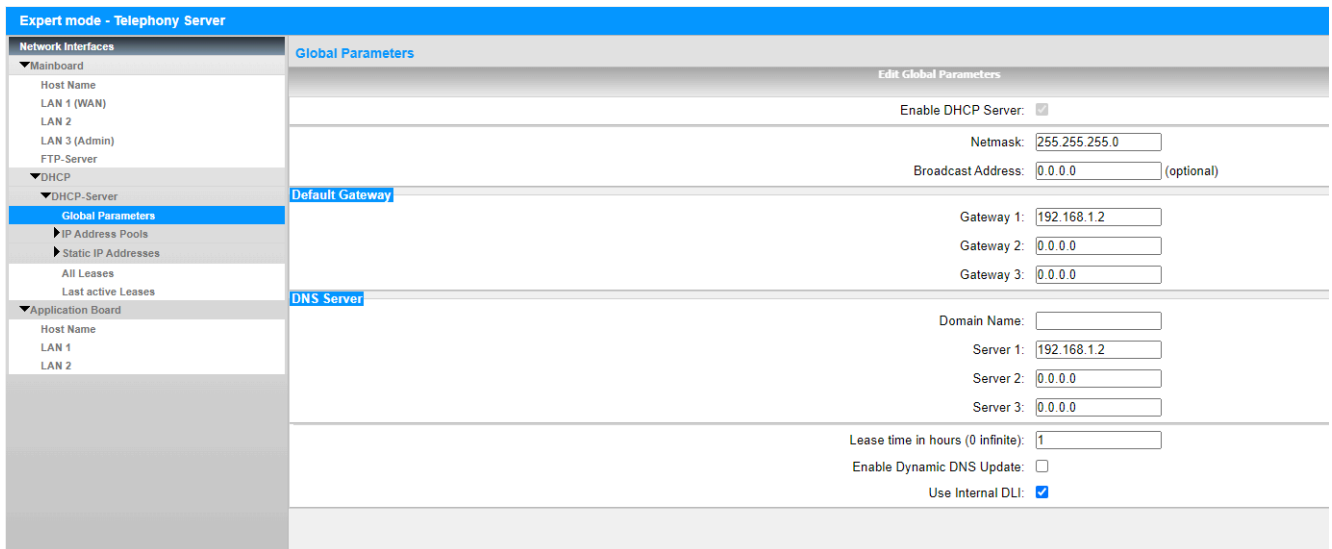 Expert mode - Telephony Server
Network Interfaces
Mainboard
Host Name
LAN 1 (WAN)
LAN 2
LAN 3 (Admin)
FTP-Server
DHCP
DHCP-Server
Global Parameters
IP Address Pools
Static IP Addresses
All Leases
Last active Leases
Application Board
Host Name
LAN 1
LAN 2
Global Parameters
Edit Global Parameters
Enable DHCP Server:
Netmask: 255.255.255.0
Broadcast Address: 0.0.0.0 (optional)
Default Gateway
Gateway 1: 192.168.1.2
Gateway 2: 0.0.0.0
Gateway 3: 0.0.0.0
DNS Server
Domain Name:
Server 1: 192.168.1.2
Server 2: 0.0.0.0
Server 3: 0.0.0.0
Lease time in hours (0 infinite): 1
Enable Dynamic DNS Update:
Use Internal DLI: